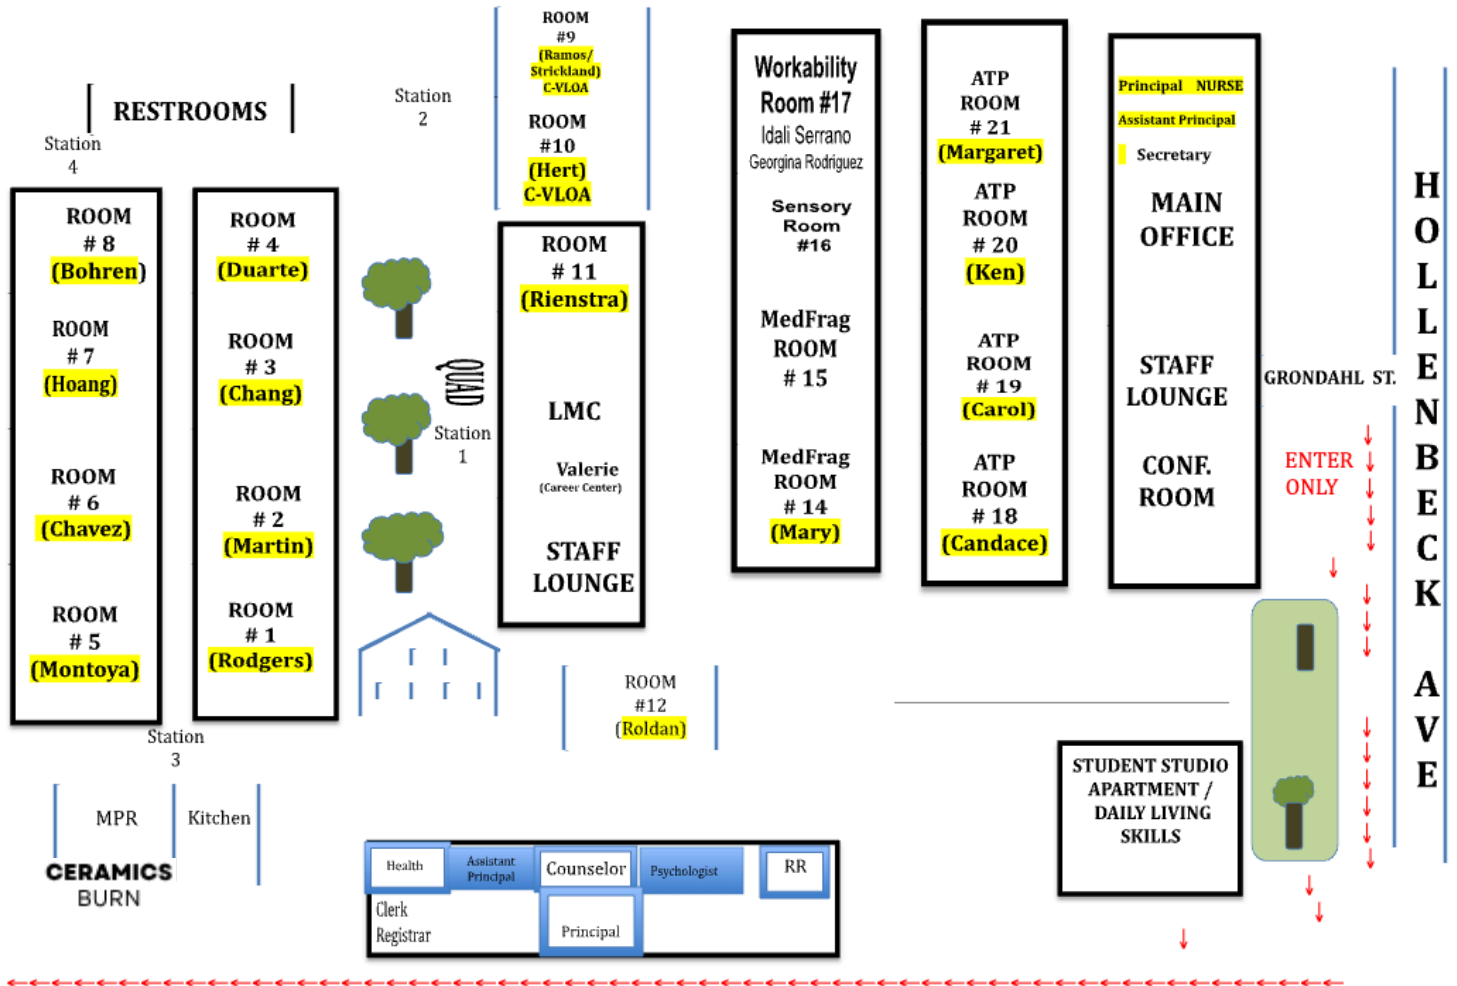 RESTROOMS
Station
4
ROOM
# 8
(Bohren)
ROOM
# 7
(Hoang)
ROOM
# 6
(Chavez)
ROOM
# 5
(Montoya)
ROOM
# 4
(Duarte)
ROOM
# 3
(Chang)
ROOM
# 2
(Martin)
ROOM
# 1
(Rodgers)
Station
3
MPR
Kitchen
CERAMICS
BURN
Station
2
QUAD
Station
1
ROOM
#9
(Ramos/
Strickland)
C-VLOA
ROOM
#10
(Hert)
C-VLOA
ROOM
# 11
(Rienstra)
LMC
Valerie
(Career Center)
STAFF
LOUNGE
ROOM
#12
(Roldan)
Health
Assistant
Principal
Counselor
Psychologist
RR
Clerk
Registrar
Principal
Workability
Room #17
Idali Serrano
Georgina Rodriguez
Sensory
Room
#16
MedFrag
ROOM
# 15
MedFrag
ROOM
# 14
(Mary)
ATP
ROOM
# 21
(Margaret)
ATP
ROOM
# 20
(Ken)
ATP
ROOM
# 19
(Carol)
ATP
ROOM
# 18
(Candace)
Principal NURSE
Assistant Principal
Secretary
MAIN
OFFICE
STAFF
LOUNGE
CONF.
ROOM
GRONDAHL ST.
ENTER
ONLY
HOLLENBECK AVE
STUDENT STUDIO
APARTMENT /
DAILY LIVING
SKILLS